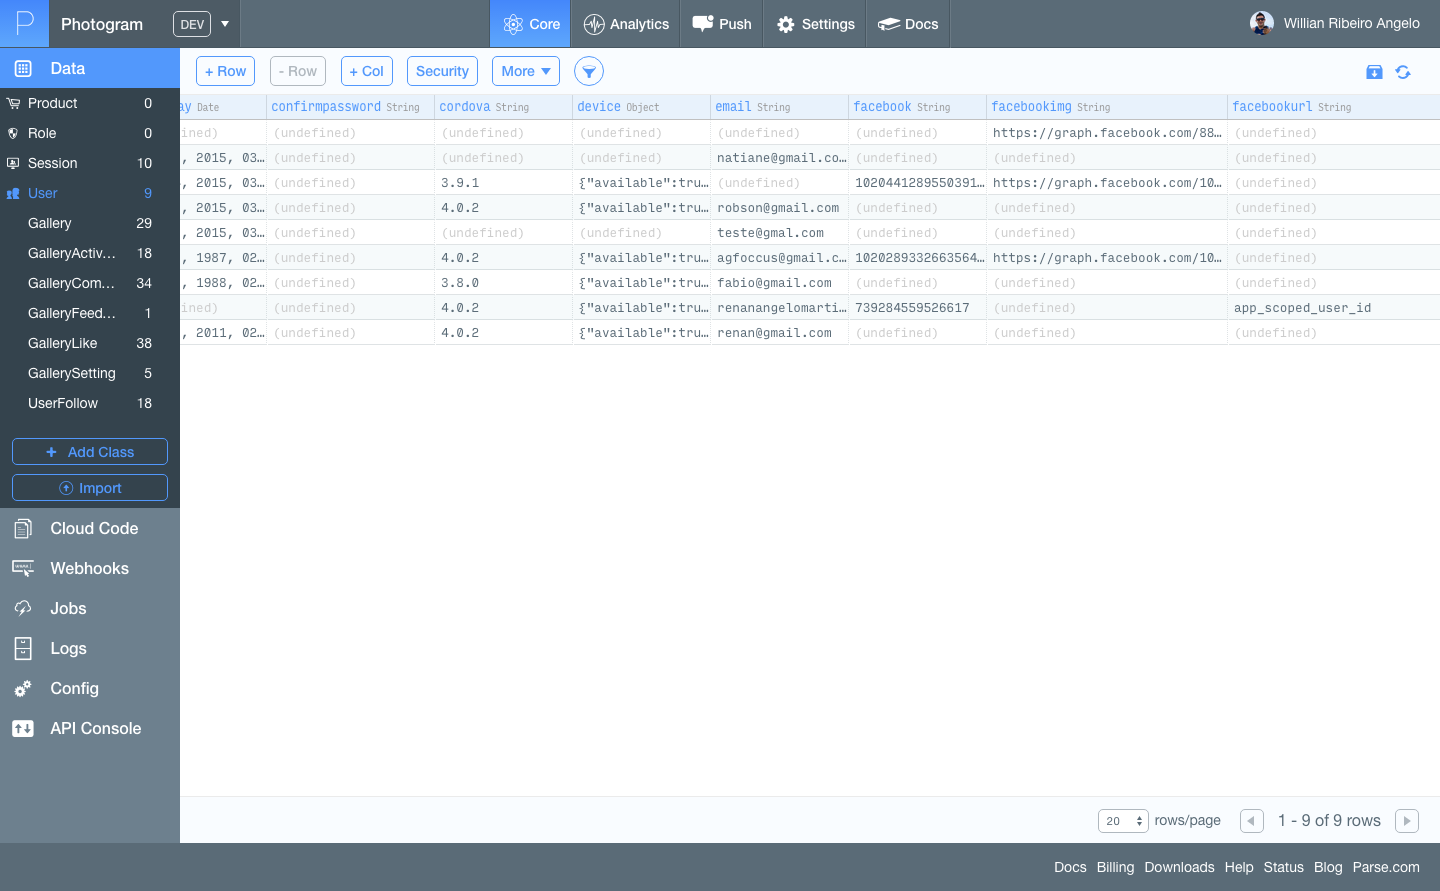 P Photogram DEV Core Analytics Push Settings Docs Willian Ribeiro Angelo
Data
Product 0
Role 0
Session 10
User 9
Gallery 29
GalleryActiv... 18
GalleryCom... 34
GalleryFeed... 1
GalleryLike 38
GallerySetting 5
UserFollow 18
+ Add Class
Import
Cloud Code
Webhooks
Jobs
Logs
Config
API Console
+ Row - Row + Col Security More
ay Date confirmpassword String cordova String device Object email String facebook String facebookimg String facebookurl String
ined) (undefined) (undefined) (undefined) (undefined) (undefined) https://graph.facebook.com/88… (undefined)
, 2015, 03… (undefined) (undefined) (undefined) natiane@gmail.co… (undefined) (undefined) (undefined)
, 2015, 03… (undefined) 3.9.1 {"available":tru… (undefined)1020441289550391… https://graph.facebook.com/10… (undefined)
, 2015, 03… (undefined) 4.0.2 {"available":tru… robson@gmail.com (undefined) (undefined) (undefined)
, 2015, 03… (undefined) (undefined) (undefined) teste@gmal.com (undefined) (undefined) (undefined)
, 1987, 02… (undefined) 4.0.2 {"available":tru… agfoccus@gmail.c… 1020289332663564… https://graph.facebook.com/10… (undefined)
, 1988, 02… (undefined) 3.8.0 {"available":tru… fabio@gmail.com (undefined) (undefined) (undefined)
ined) (undefined) 4.0.2 {"available":tru… renanangelomarti… 739284559526617 (undefined) app_scoped_user_id
, 2011, 02… (undefined) 4.0.2 {"available":tru… renan@gmail.com (undefined) (undefined) (undefined)
20 rows/page 1 - 9 of 9 rows
Docs Billing Downloads Help Status Blog Parse.com